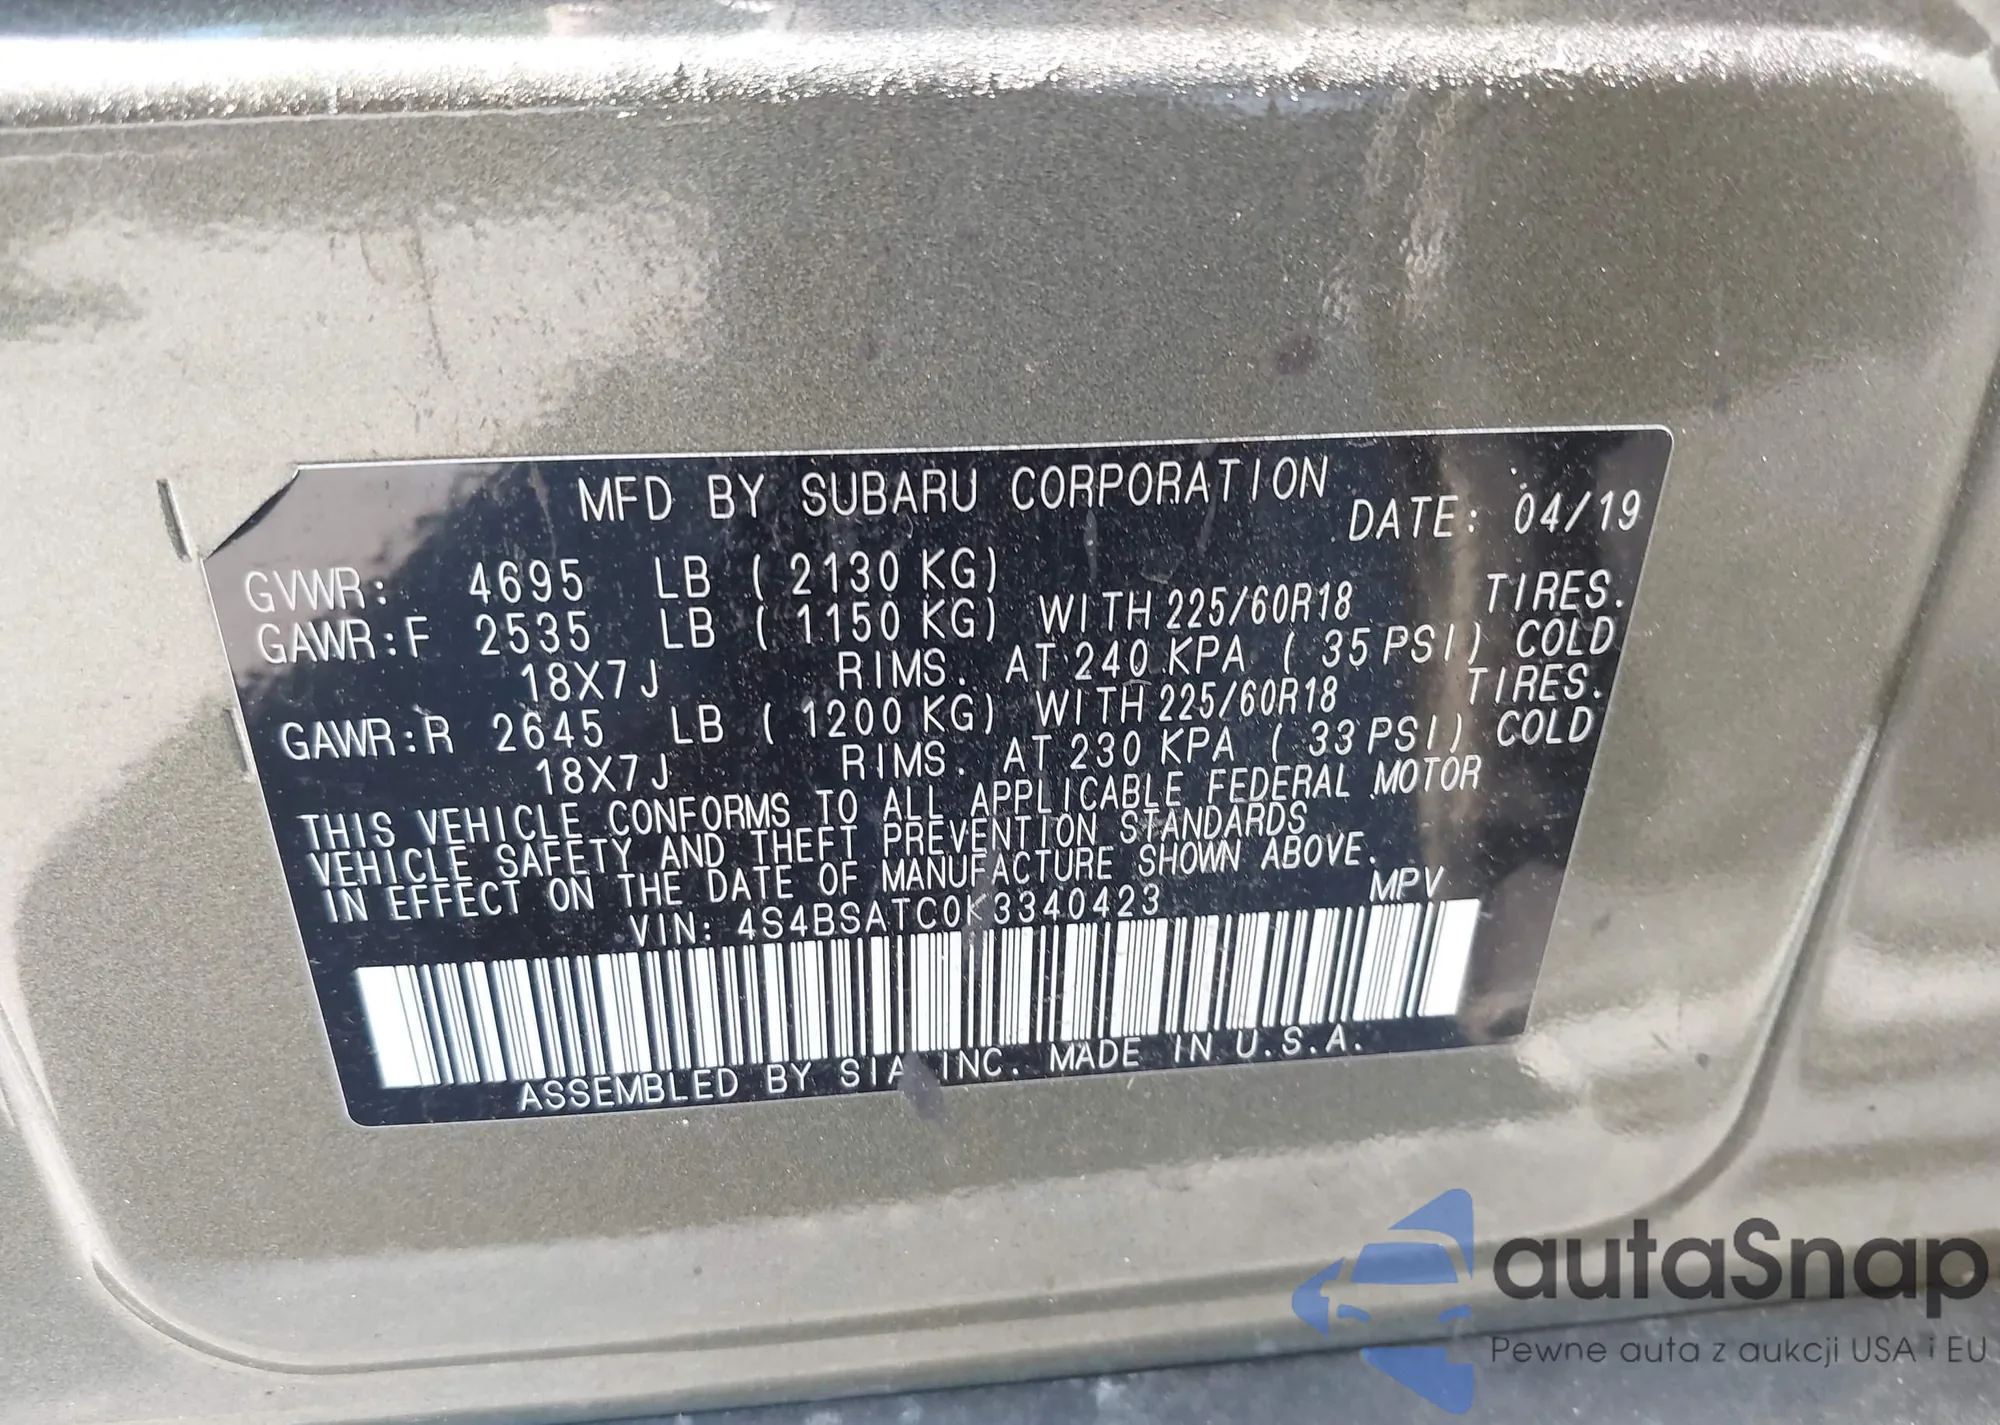 MFD BY SUBARU CORPORATION DATE: 04/19
GVWR: 4695 LB ( 2130 KG)
GAWR:F 2535 LB ( 1150 KG) WITH 225/60R18 TIRES.
18X7J RIMS. AT 240 KPA ( 35 PSI) COLD
GAWR:R 2645 LB ( 1200 KG) WITH 225/60R18 TIRES.
18X7J RIMS. AT 230 KPA ( 33 PSI) COLD
THIS VEHICLE CONFORMS TO ALL APPLICABLE FEDERAL MOTOR
VEHICLE SAFETY AND THEFT PREVENTION STANDARDS
IN EFFECT ON THE DATE OF MANUFACTURE SHOWN ABOVE.
VIN: 4S4BSATC0K3340423 MPV
ASSEMBLED BY SIA INC. MADE IN U.S.A.
autaSnap
Pewne auta z aukcji USA i EU